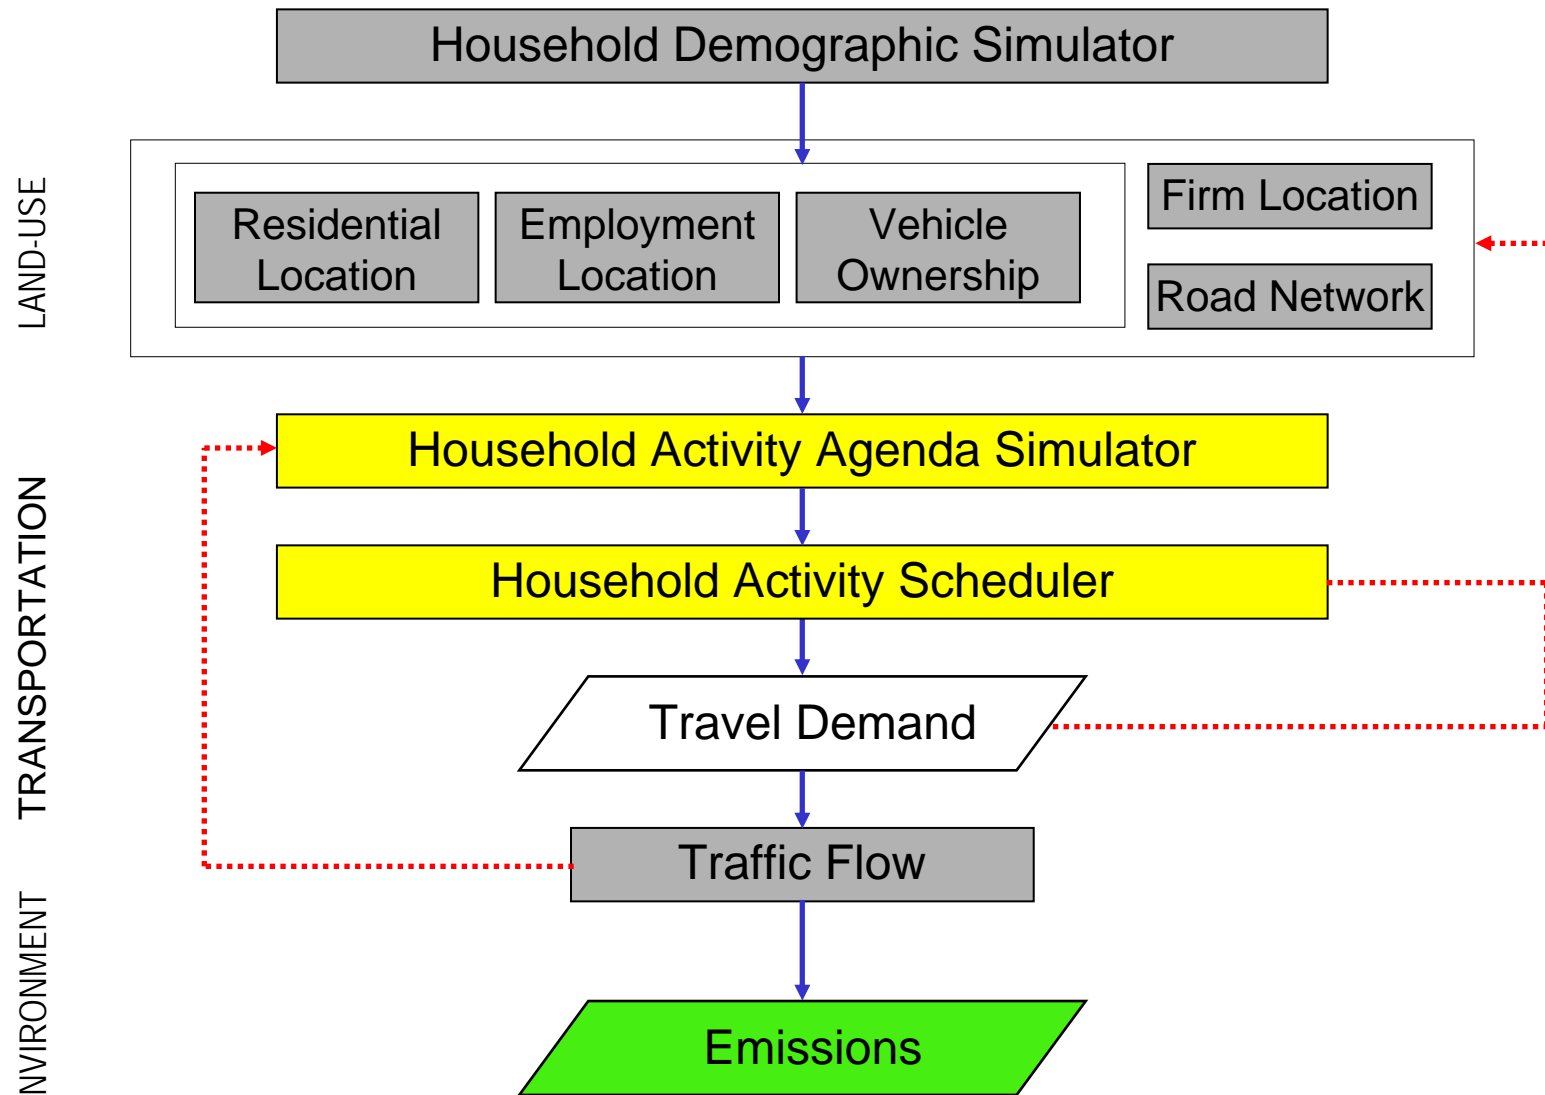 Household Demographic Simulator
LAND-USE
Residential
Location
Employment
Location
Vehicle
Ownership
Firm Location
Road Network
TRANSPORTATION
Household Activity Agenda Simulator
Household Activity Scheduler
Travel Demand
Traffic Flow
NVIRONMENT
Emissions